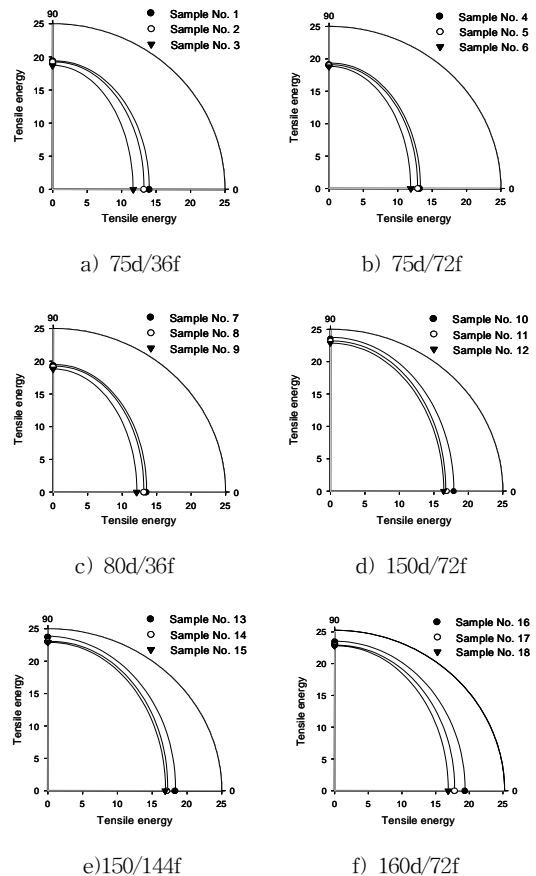 90
25
20
15
10
5
0
Tensile energy
Sample No. 1
Sample No. 2
Sample No. 3
0
0 5 10 15 20 25
Tensile energy
a) 75d/36f
90
25
20
15
10
5
0
Tensile energy
Sample No. 4
Sample No. 5
Sample No. 6
0
0 5 10 15 20 25
Tensile energy
b) 75d/72f
90
25
20
15
10
5
0
Tensile energy
Sample No. 7
Sample No. 8
Sample No. 9
0
0 5 10 15 20 25
Tensile energy
c) 80d/36f
90
25
20
15
10
5
0
Tensile energy
Sample No. 10
Sample No. 11
Sample No. 12
0
0 5 10 15 20 25
Tensile energy
d) 150d/72f
90
25
20
15
10
5
0
Tensile energy
Sample No. 13
Sample No. 14
Sample No. 15
0
0 5 10 15 20 25
Tensile energy
e)150/144f
90
25
20
15
10
5
0
Tensile energy
Sample No. 16
Sample No. 17
Sample No. 18
0
0 5 10 15 20 25
Tensile energy
f) 160d/72f